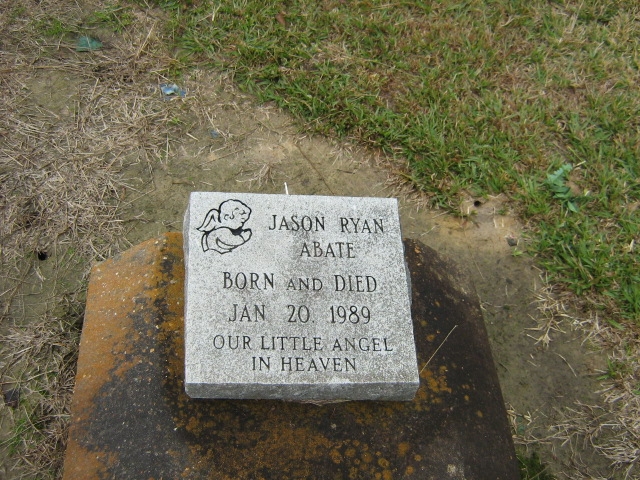 JASON RYAN
ABATE
BORN AND DIED
JAN 20 1989
OUR LITTLE ANGEL
IN HEAVEN